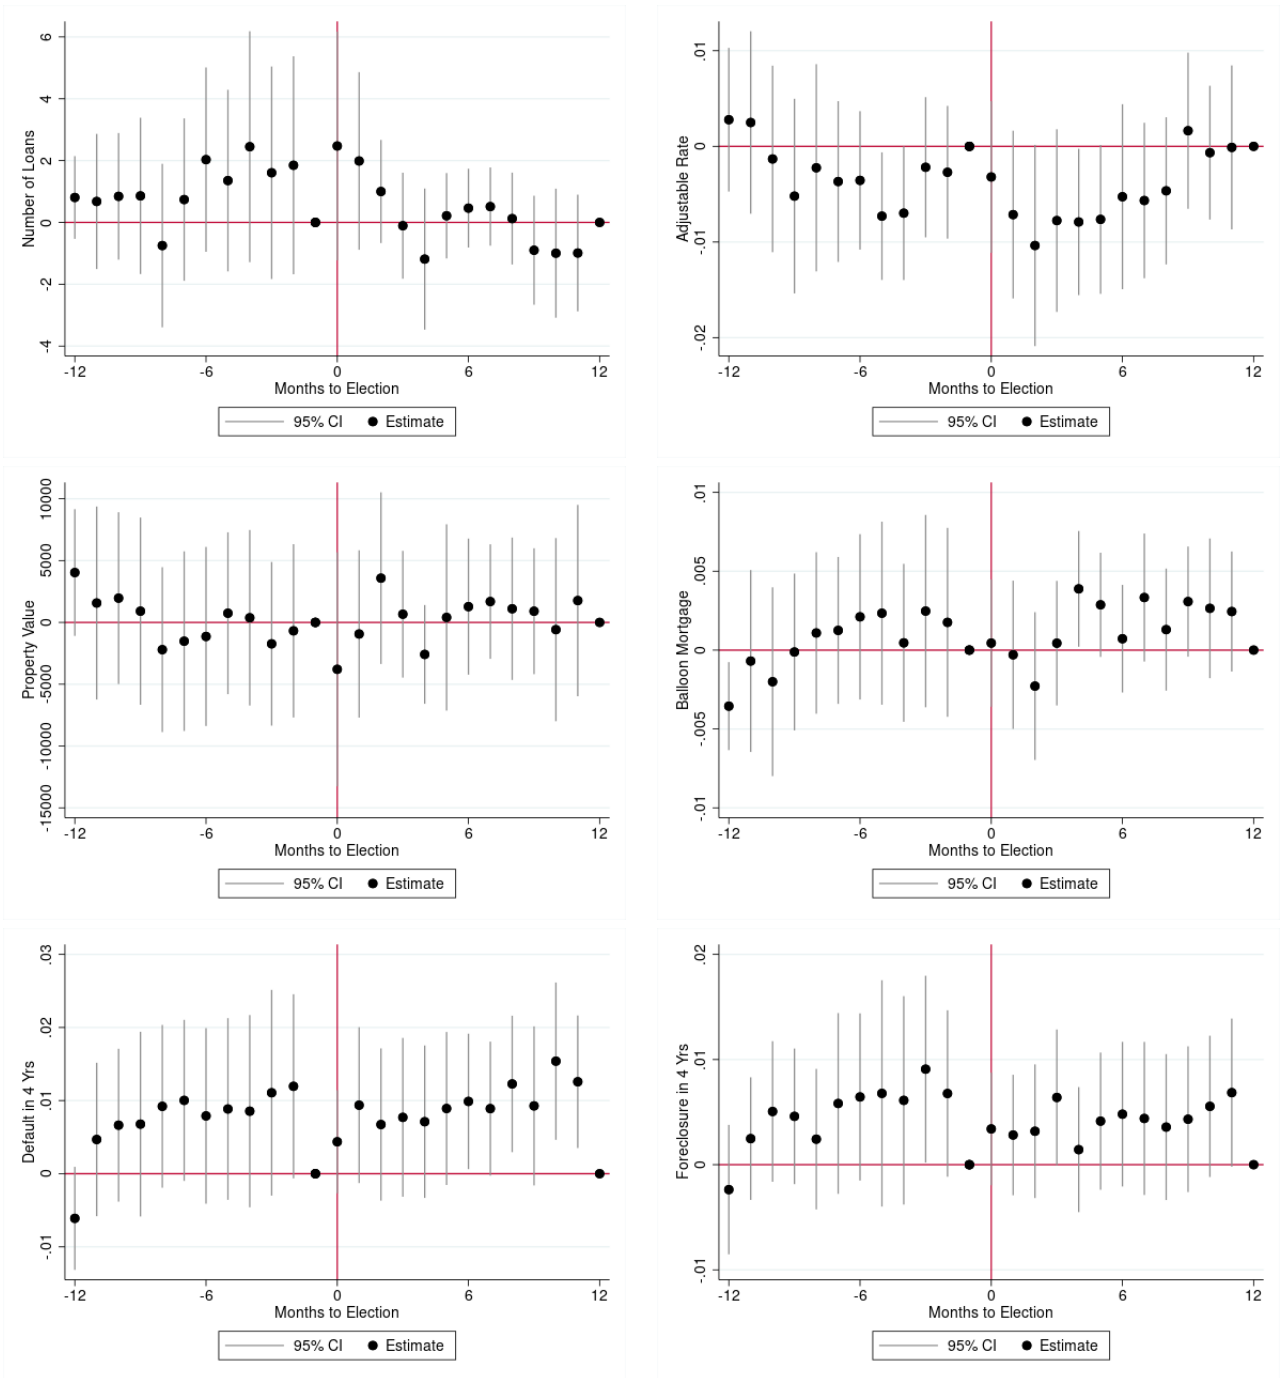 Number of Loans
6
4
2
0
-2
-4
-12 -6 0 6 12
Months to Election
95% CI Estimate
Adjustable Rate
.01
0
-.01
-.02
-12 -6 0 6 12
Months to Election
95% CI Estimate
Property Value
10000
5000
0
-5000
-10000
-15000
-12 -6 0 6 12
Months to Election
95% CI Estimate
Balloon Mortgage
.01
.005
0
-.005
-.01
-12 -6 0 6 12
Months to Election
95% CI Estimate
Default in 4 Yrs
.03
.02
.01
0
-.01
-12 -6 0 6 12
Months to Election
95% CI Estimate
Foreclosure in 4 Yrs
.02
.01
0
-.01
-12 -6 0 6 12
Months to Election
95% CI Estimate